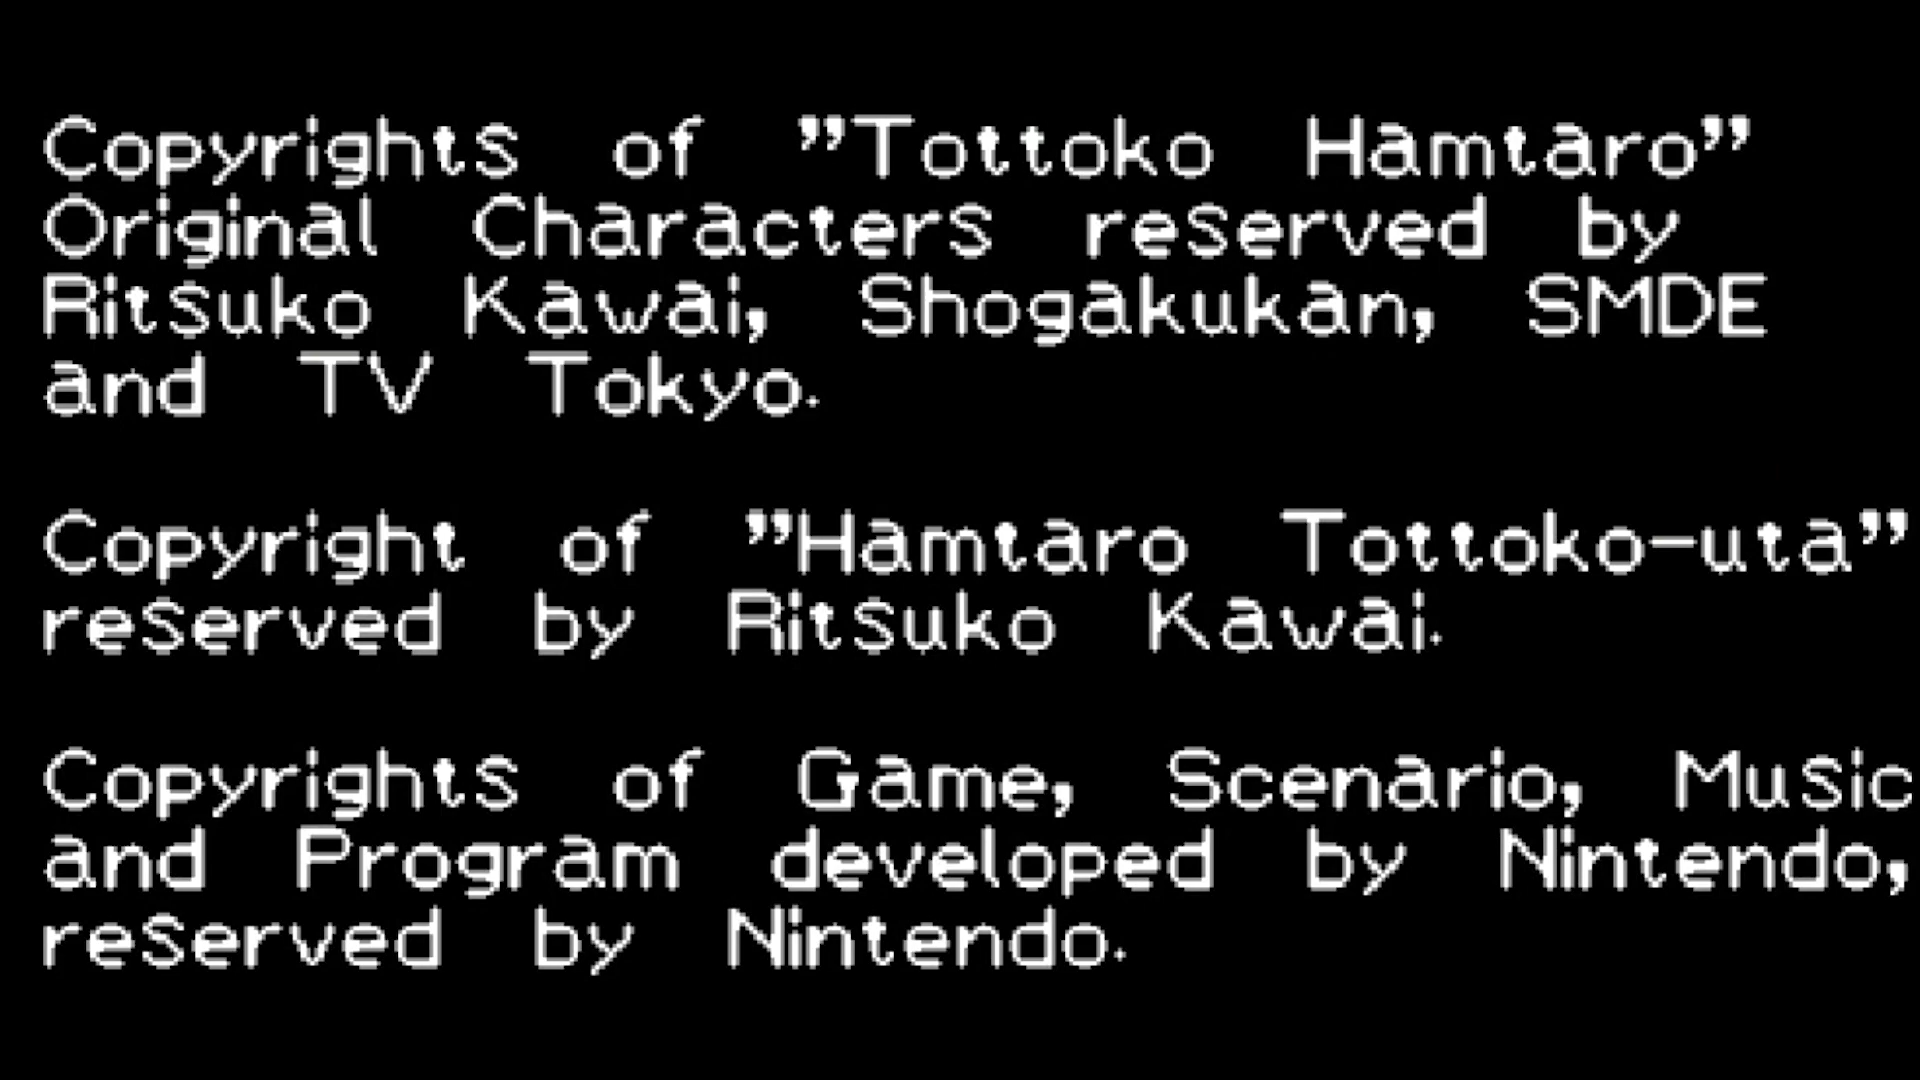 Copyrights of "Tottoko Hamtaro"
Original Characters reserved by
Ritsuko Kawai, Shogakukan, SMDE
and TV Tokyo.
Copyright of "Hamtaro Tottoko-uta"
reserved by Ritsuko Kawai.
Copyrights of Game, Scenario, Music
and Program developed by Nintendo,
reserved by Nintendo.